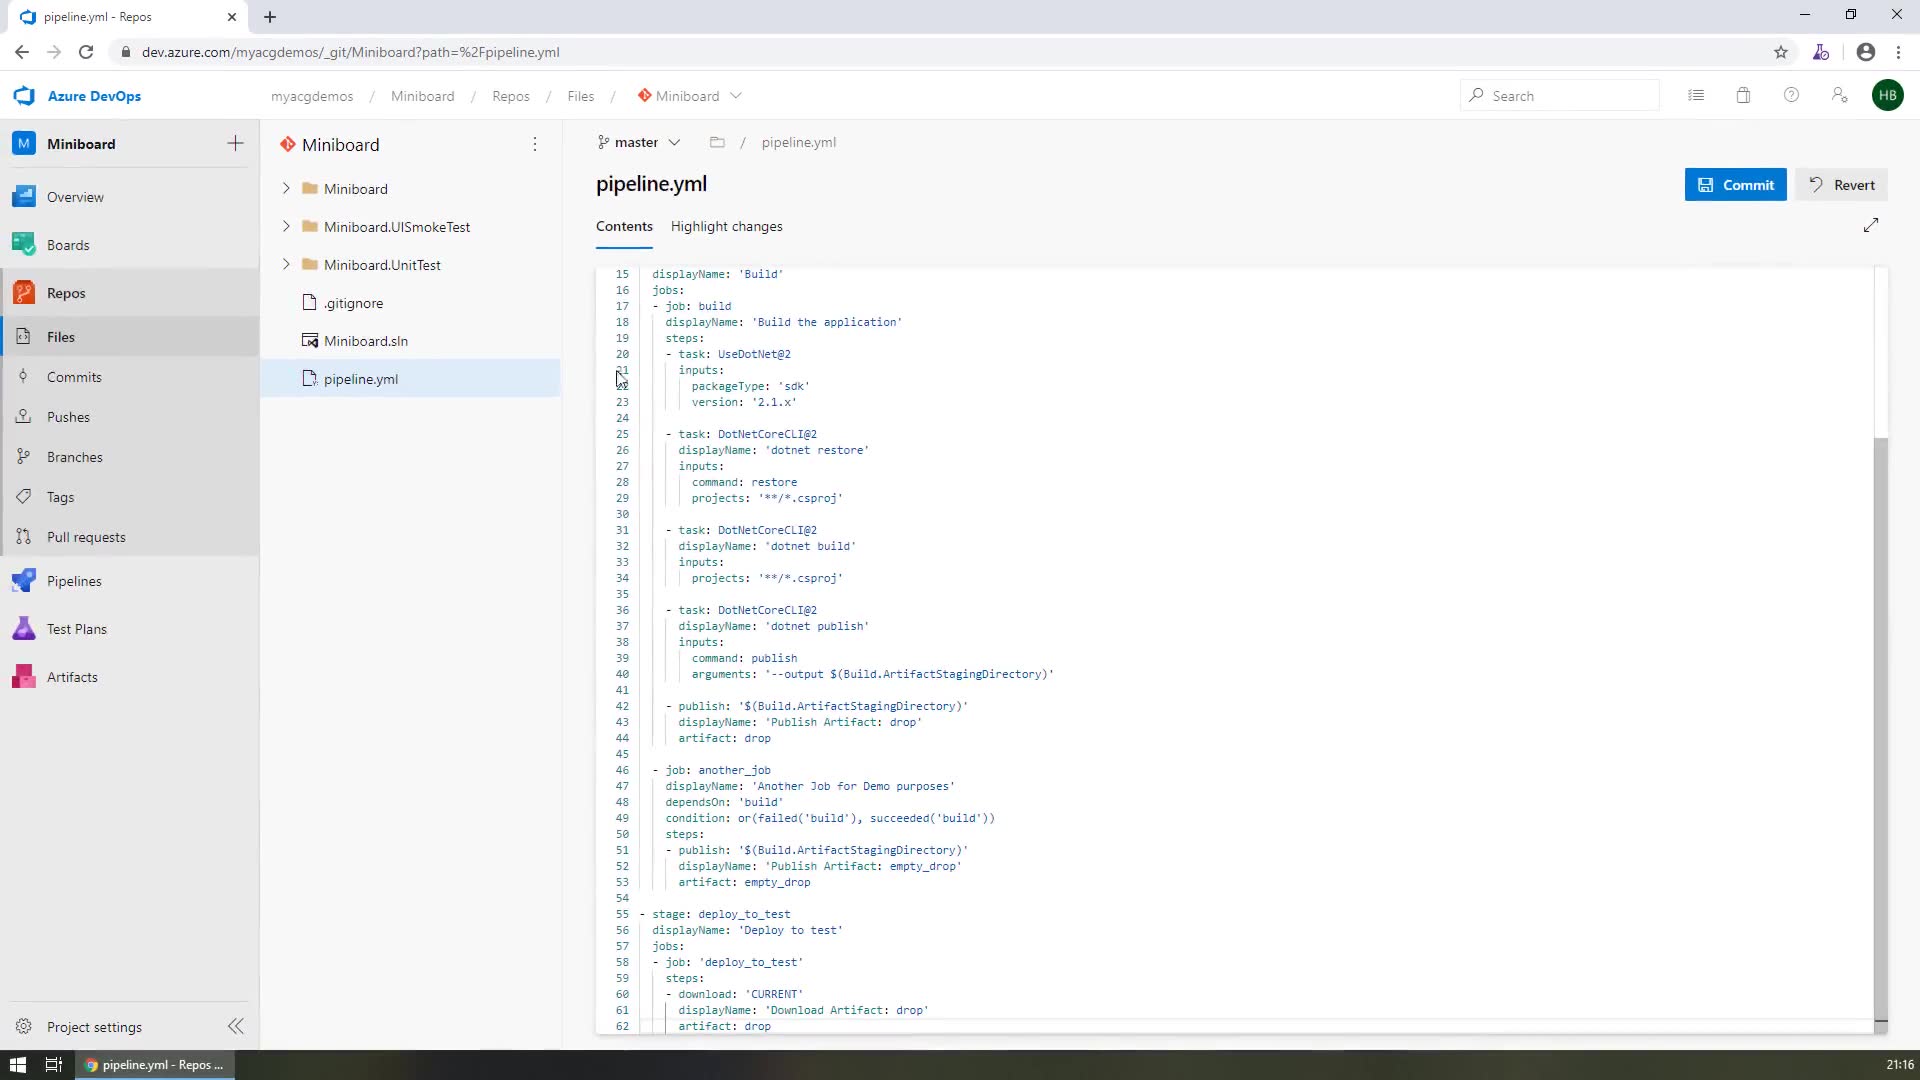 pipeline.yml - Repos
dev.azure.com/myacgdemos/_git/Miniboard?path=%2Fpipeline.yml
Azure DevOps
myacgdemos / Miniboard / Repos / Files / Miniboard
Search
HB
M Miniboard
Overview
Boards
Repos
Files
Commits
Pushes
Branches
Tags
Pull requests
Pipelines
Test Plans
Artifacts
Project settings
Miniboard
Miniboard
Miniboard.UISmokeTest
Miniboard.UnitTest
.gitignore
Miniboard.sln
pipeline.yml
master / pipeline.yml
pipeline.yml
Commit
Revert
Contents
Highlight changes
15 displayName: 'Build'
16 jobs:
17 - job: build
18 displayName: 'Build the application'
19 steps:
20 - task: UseDotNet@2
21 inputs:
22 packageType: 'sdk'
23 version: '2.1.x'
24
25 - task: DotNetCoreCLI@2
26 displayName: 'dotnet restore'
27 inputs:
28 command: restore
29 projects: '**/*.csproj'
30
31 - task: DotNetCoreCLI@2
32 displayName: 'dotnet build'
33 inputs:
34 projects: '**/*.csproj'
35
36 - task: DotNetCoreCLI@2
37 displayName: 'dotnet publish'
38 inputs:
39 command: publish
40 arguments: '--output $(Build.ArtifactStagingDirectory)'
41
42 - publish: '$(Build.ArtifactStagingDirectory)'
43 displayName: 'Publish Artifact: drop'
44 artifact: drop
45
46 - job: another_job
47 displayName: 'Another Job for Demo purposes'
48 dependsOn: 'build'
49 condition: or(failed('build'), succeeded('build'))
50 steps:
51 - publish: '$(Build.ArtifactStagingDirectory)'
52 displayName: 'Publish Artifact: empty_drop'
53 artifact: empty_drop
54
55 - stage: deploy_to_test
56 displayName: 'Deploy to test'
57 jobs:
58 - job: 'deploy_to_test'
59 steps:
60 - download: 'CURRENT'
61 displayName: 'Download Artifact: drop'
62 artifact: drop
pipeline.yml - Repos ...
21:16